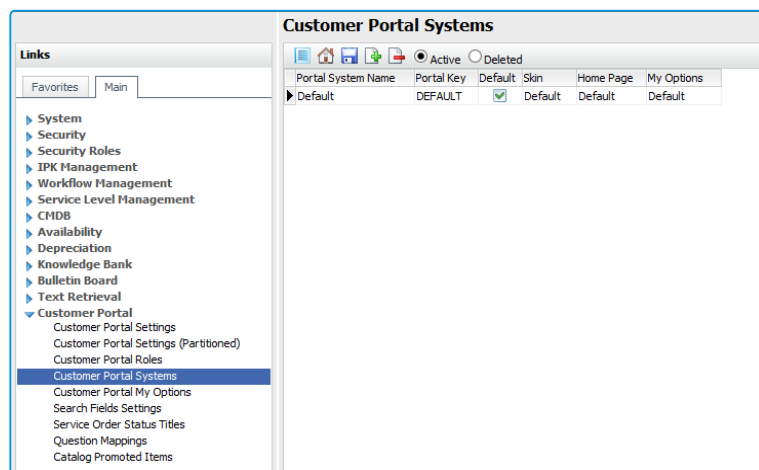 Customer Portal Systems
Links
Favorites Main
System
Security
Security Roles
IPK Management
Workflow Management
Service Level Management
CMDB
Availability
Depreciation
Knowledge Bank
Bulletin Board
Text Retrieval
Customer Portal
Customer Portal Settings
Customer Portal Settings (Partitioned)
Customer Portal Roles
Customer Portal Systems
Customer Portal My Options
Search Fields Settings
Service Order Status Titles
Question Mappings
Catalog Promoted Items
Active Deleted
Portal System Name Portal Key Default Skin Home Page My Options
Default DEFAULT Default Default Default